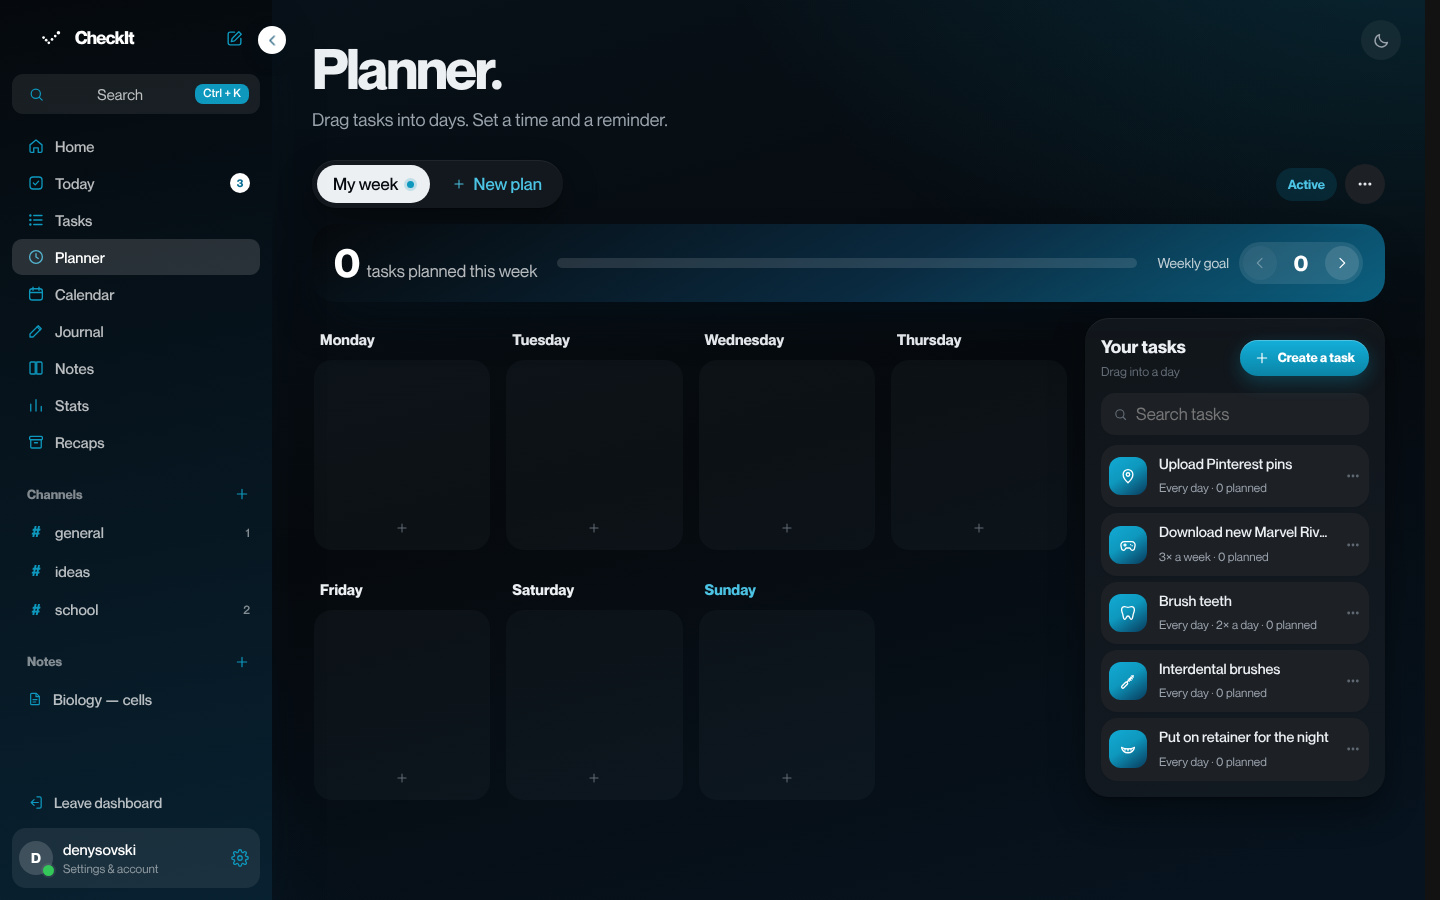 CheckIt
Search
Ctrl + K
Home
Today
3
Tasks
Planner
Calendar
Journal
Notes
Stats
Recaps
Channels
# general
1
# ideas
# school
2
Notes
Biology — cells
Leave dashboard
D
denysovski
Settings & account
Planner.
Drag tasks into days. Set a time and a reminder.
My week
+ New plan
Active
0 tasks planned this week
Weekly goal
0
Monday
Tuesday
Wednesday
Thursday
Friday
Saturday
Sunday
Your tasks
Drag into a day
+ Create a task
Search tasks
Upload Pinterest pins
Every day · 0 planned
Download new Marvel Riv...
3× a week · 0 planned
Brush teeth
Every day · 2× a day · 0 planned
Interdental brushes
Every day · 0 planned
Put on retainer for the night
Every day · 0 planned